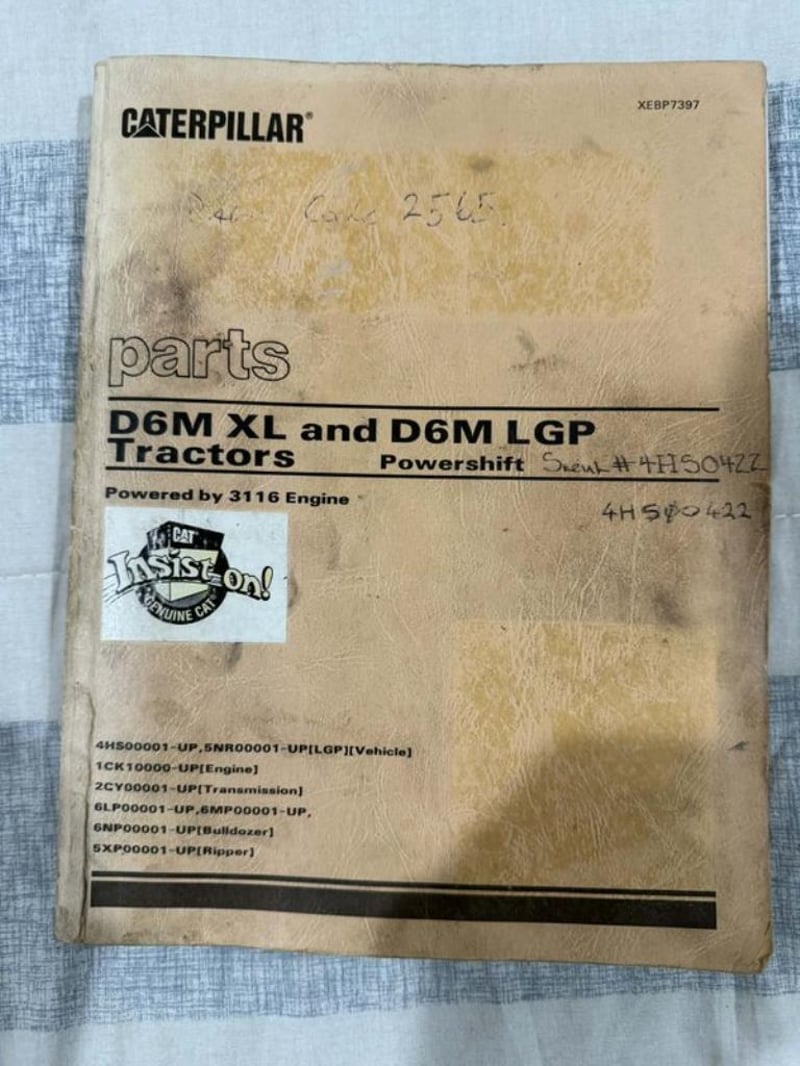 CATERPILLAR®
XEBP7397
Code 2565
parts
D6M XL and D6M LGP
Tractors
Powershift
# 4HS0422
Powered by 3116 Engine
4HS00422
CAT
Insist on!
GENUINE CAT
4HS00001-UP,5NR00001-UP[LGP][Vehicle]
1CK10000-UP[Engine]
2CY00001-UP[Transmission]
6LP00001-UP,6MP00001-UP,
6NP00001-UP[Bulldozer]
5XP00001-UP[Ripper]